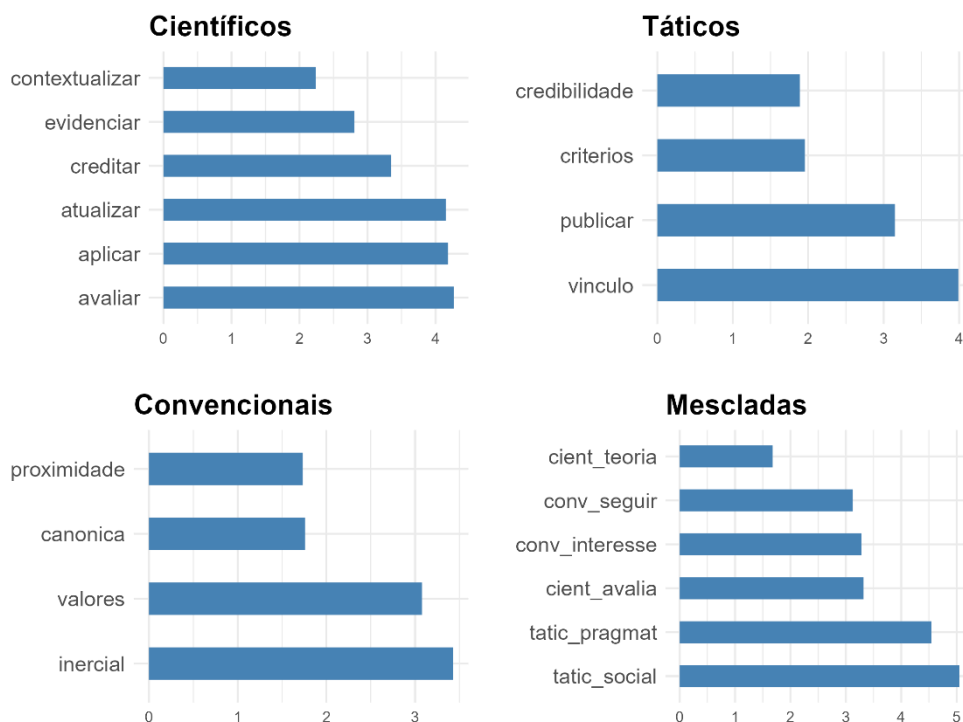 Científicos
contextualizar
evidenciar
creditar
atualizar
aplicar
avaliar
0 1 2 3 4
Táticos
credibilidade
criterios
publicar
vinculo
0 1 2 3 4
Convencionais
proximidade
canonica
valores
inercial
0 1 2 3
Mescladas
cient_teoria
conv_seguir
conv_interesse
cient_avalia
tatic_pragmat
tatic_social
0 1 2 3 4 5